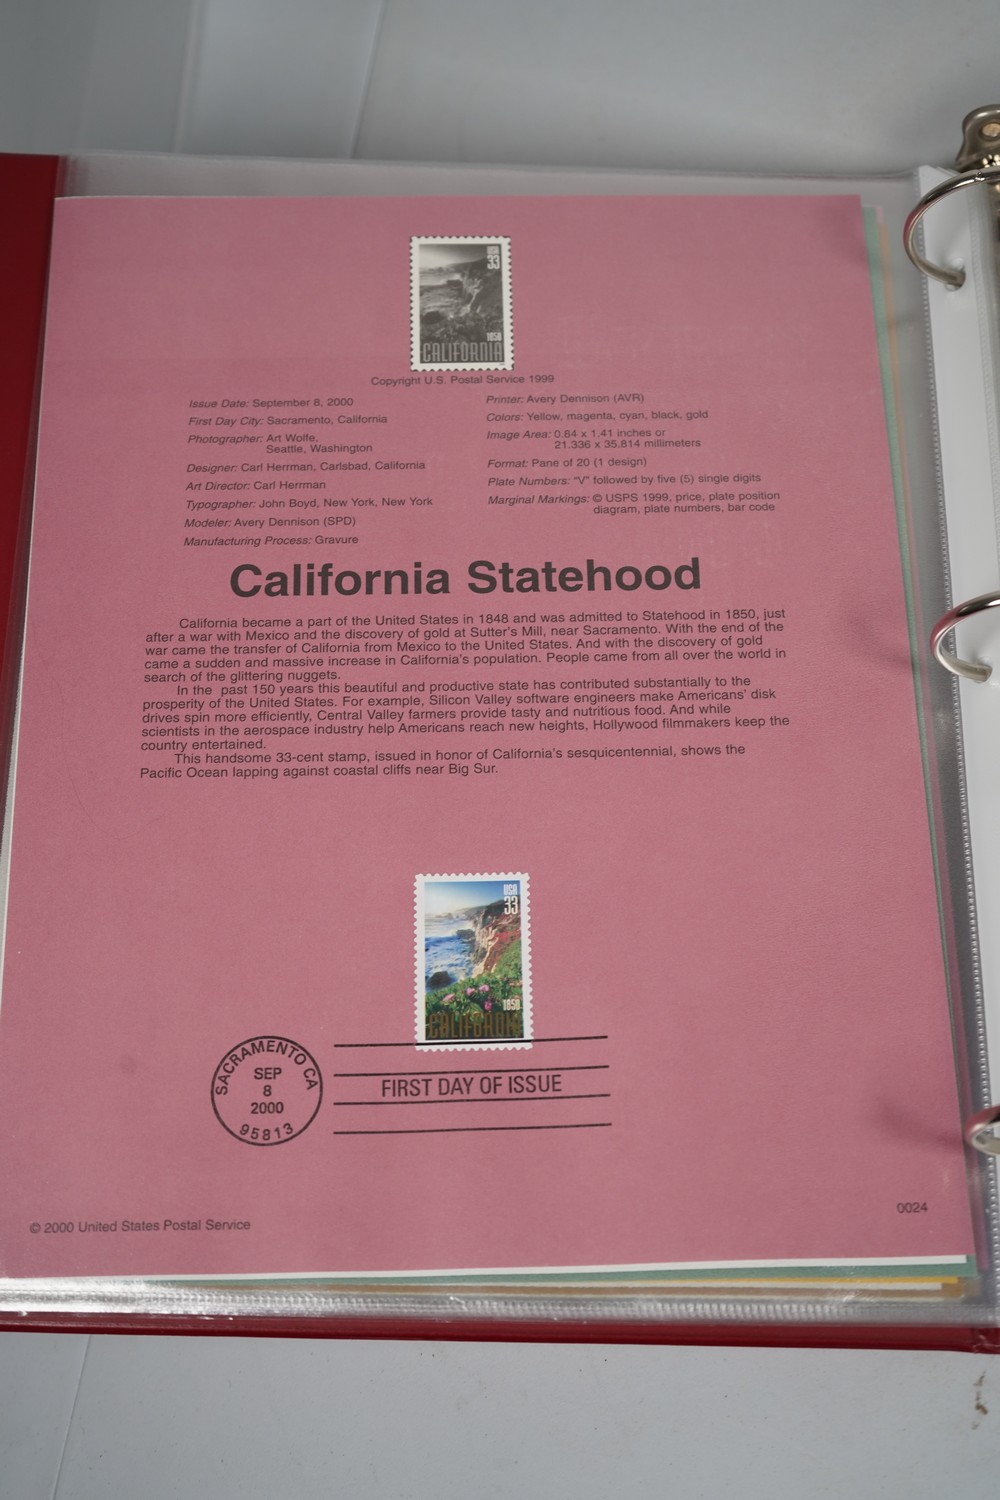 USA
33
1850
CALIFORNIA
Copyright U.S. Postal Service 1999
Issue Date: September 8, 2000
First Day City: Sacramento, California
Photographer: Art Wolfe,
Seattle, Washington
Designer: Carl Herrman, Carlsbad, California
Art Director: Carl Herrman
Typographer: John Boyd, New York, New York
Modeler: Avery Dennison (SPD)
Manufacturing Process: Gravure
Printer: Avery Dennison (AVR)
Colors: Yellow, magenta, cyan, black, gold
Image Area: 0.84 x 1.41 inches or
21.336 x 35.814 millimeters
Format: Pane of 20 (1 design)
Plate Numbers: "V" followed by five (5) single digits
Marginal Markings: © USPS 1999, price, plate position
diagram, plate numbers, bar code
California Statehood
California became a part of the United States in 1848 and was admitted to Statehood in 1850, just
after a war with Mexico and the discovery of gold at Sutter's Mill, near Sacramento. With the end of the
war came the transfer of California from Mexico to the United States. And with the discovery of gold
came a sudden and massive increase in California's population. People came from all over the world in
search of the glittering nuggets.
In the past 150 years this beautiful and productive state has contributed substantially to the
prosperity of the United States. For example, Silicon Valley software engineers make Americans' disk
drives spin more efficiently, Central Valley farmers provide tasty and nutritious food. And while
scientists in the aerospace industry help Americans reach new heights, Hollywood filmmakers keep the
country entertained.
This handsome 33-cent stamp, issued in honor of California's sesquicentennial, shows the
Pacific Ocean lapping against coastal cliffs near Big Sur.
USA
33
1850
CALIFORNIA
SACRAMENTO CA
SEP
8
2000
95813
FIRST DAY OF ISSUE
© 2000 United States Postal Service
0024